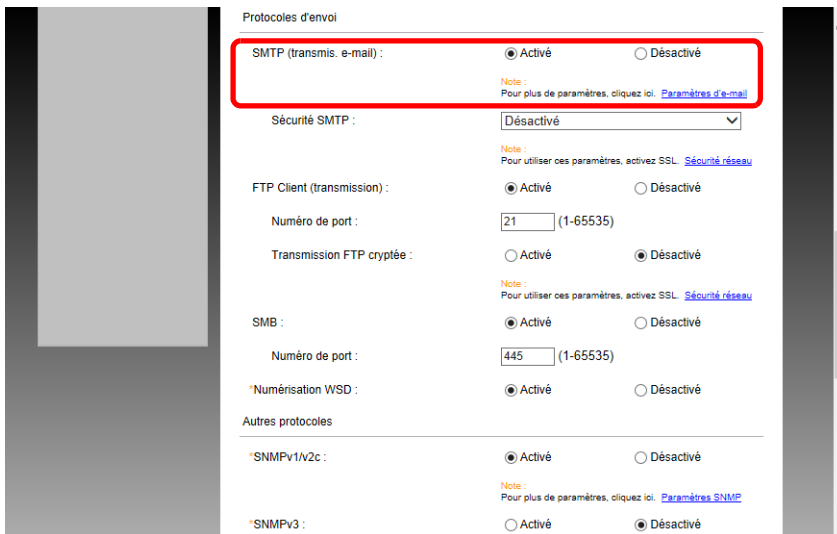 Protocoles d'envoi
SMTP (transmis. e-mail) : Activé Désactivé
Note :
Pour plus de paramètres, cliquez ici. Paramètres d'e-mail
Sécurité SMTP : Désactivé
Note :
Pour utiliser ces paramètres, activez SSL. Sécurité réseau
FTP Client (transmission) : Activé Désactivé
Numéro de port : 21 (1-65535)
Transmission FTP cryptée : Activé Désactivé
Note :
Pour utiliser ces paramètres, activez SSL. Sécurité réseau
SMB : Activé Désactivé
Numéro de port : 445 (1-65535)
*Numérisation WSD : Activé Désactivé
Autres protocoles
*SNMPv1/v2c : Activé Désactivé
Note :
Pour plus de paramètres, cliquez ici. Paramètres SNMP
*SNMPv3 : Activé Désactivé